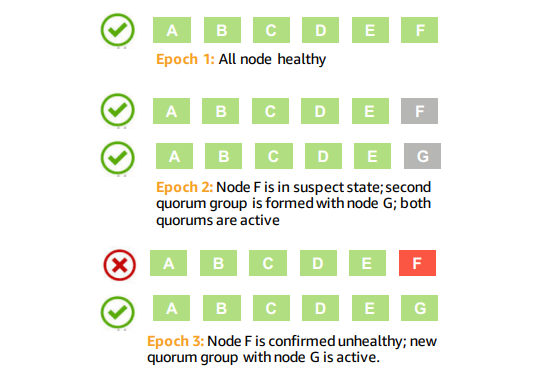 A B C D E F
Epoch 1: All node healthy
A B C D E F
A B C D E G
Epoch 2: Node F is in suspect state; second
quorum group is formed with node G; both
quorums are active
A B C D E F
A B C D E G
Epoch 3: Node F is confirmed unhealthy; new
quorum group with node G is active.